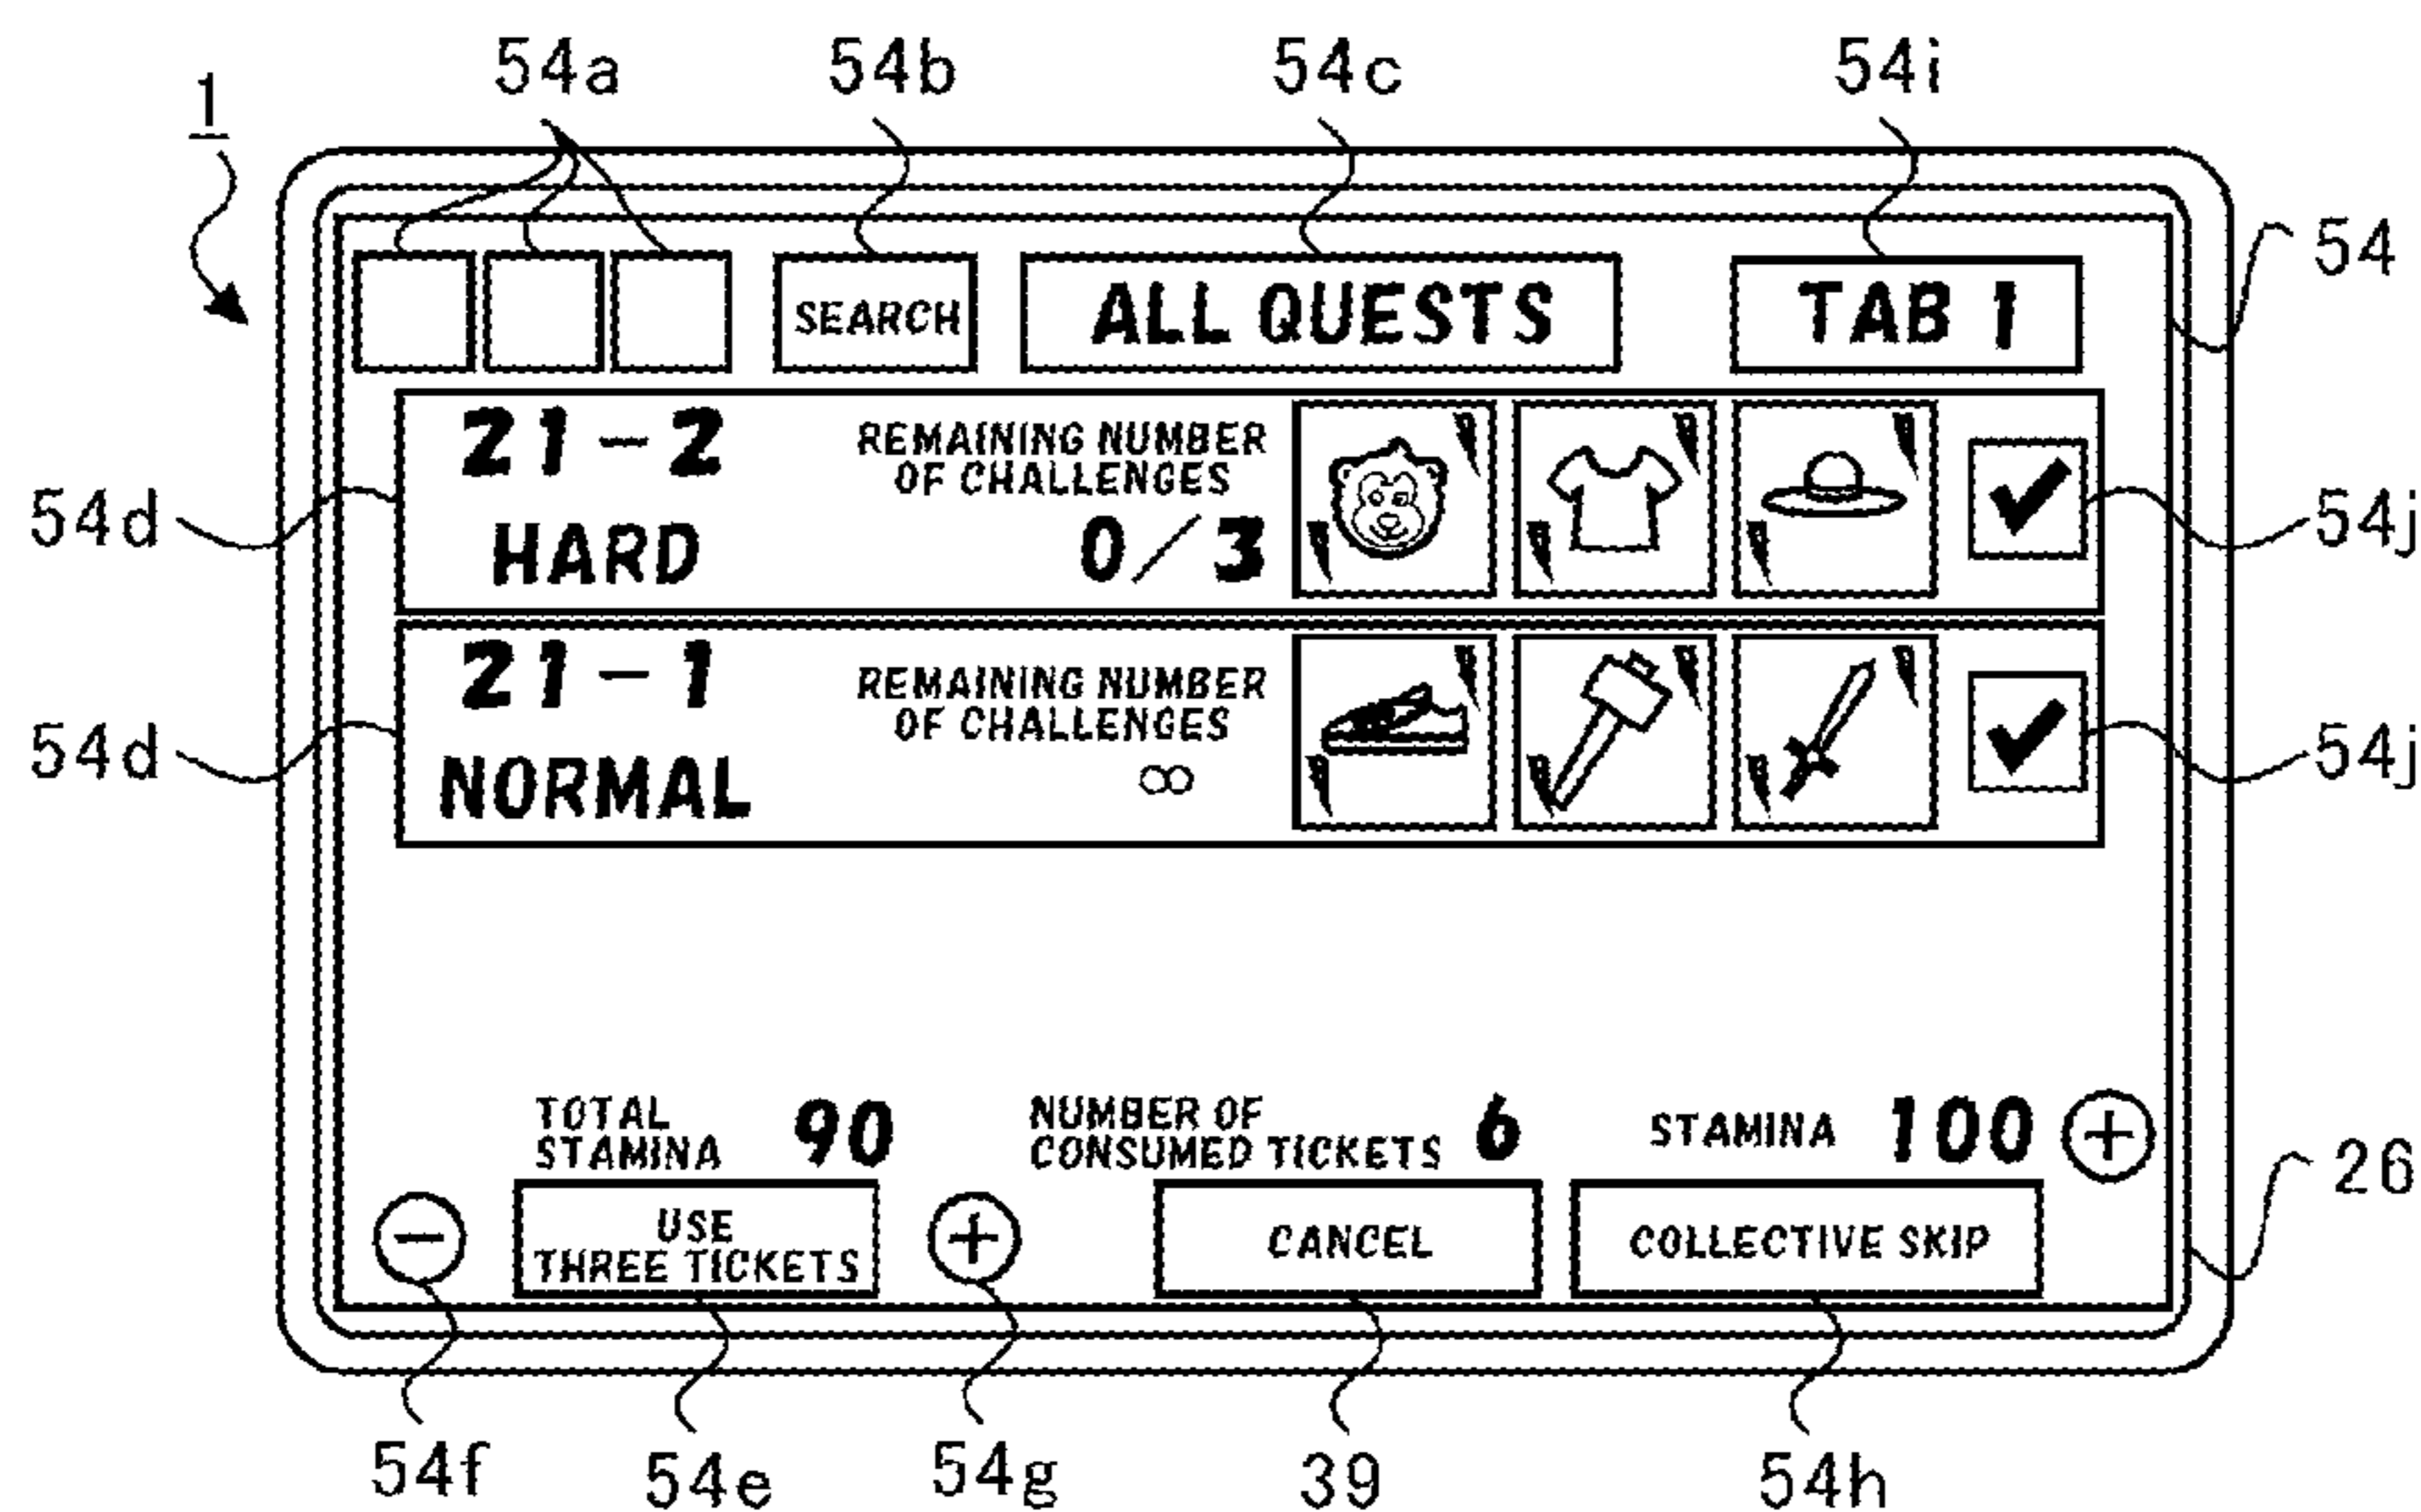 54a 54b 54c 54i
1
54
SEARCH ALL QUESTS TAB 1
21-2
REMAINING NUMBER
OF CHALLENGES
HARD 0/3
54d 54j
21-1
REMAINING NUMBER
OF CHALLENGES
NORMAL ∞
54d 54j
TOTAL
STAMINA 90
NUMBER OF
CONSUMED TICKETS 6
STAMINA 100 +
26
−
USE
THREE TICKETS
+
CANCEL
COLLECTIVE SKIP
54f 54e 54g 39 54h